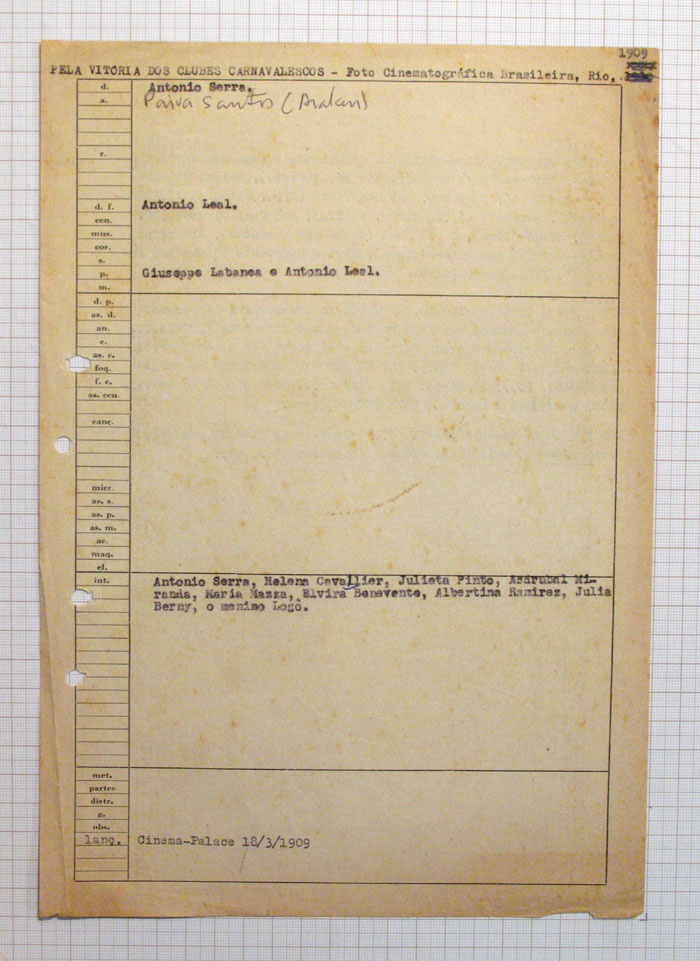 1909
PELA VITÓRIA DOS CLUBES CARNAVALESCOS - Foto Cinematográfica Brasileira, Rio,
d. Antonio Serra.
a. Paiva Santos
r.
d. f. Antonio Leal.
cen.
mus.
cor.
s.
p. Giuseppe Labanca e Antonio Leal.
m.
d. p.
as. d.
an.
c.
as. c.
foq.
f. c.
as. cen.
canc.
micr.
as. s.
as. p.
as. m.
ac.
maq.
el.
int. Antonio Serra, Helena Cavallier, Julieta Pinto, Asdrubal Mi-
randa, Maria Mazza, Elvira Benevente, Albertina Ramirez, Julia
Berny, o menino Logó.
met.
partes
distr.
g.
obs.
lanç. Cinema-Palace 18/3/1909